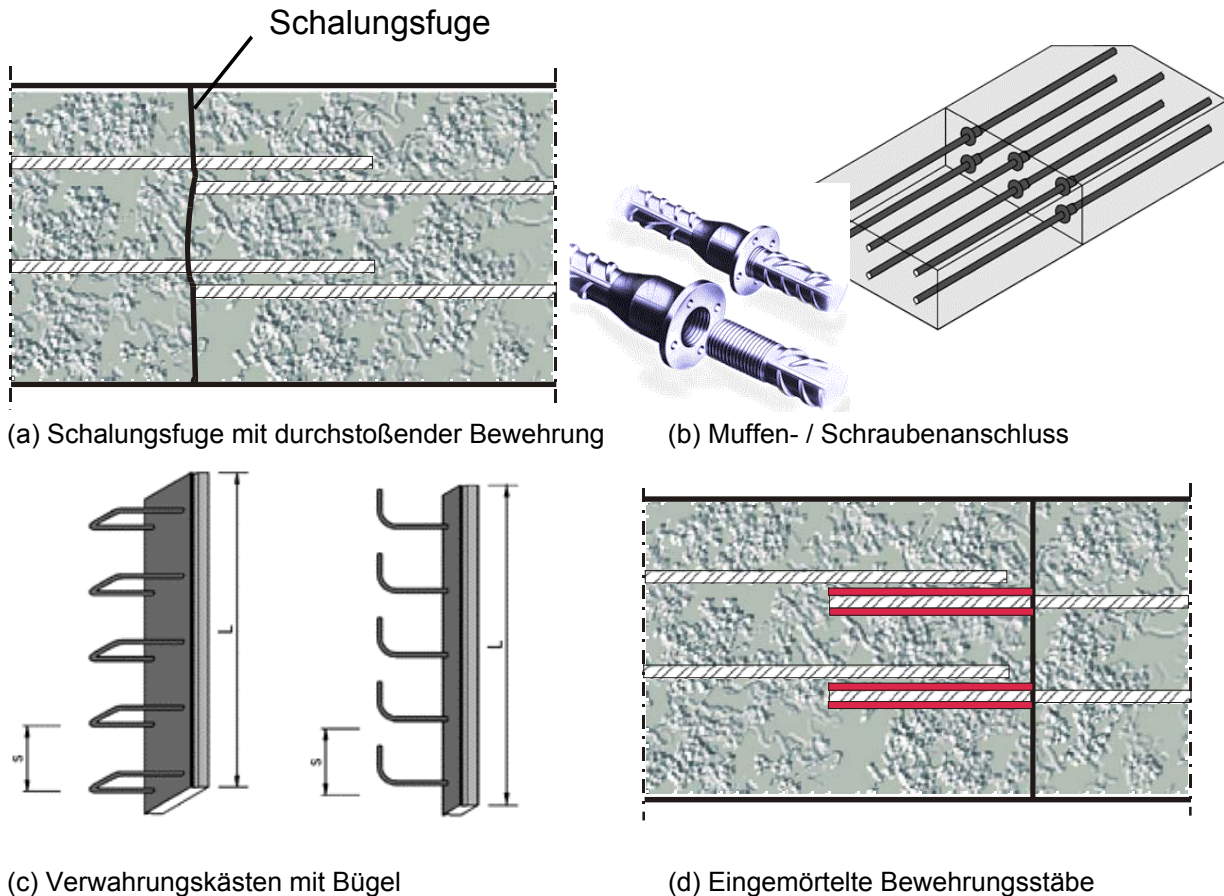 Schalungsfuge
(a) Schalungsfuge mit durchstoßender Bewehrung
(b) Muffen- / Schraubenanschluss
L
s
L
s
(c) Verwahrungskästen mit Bügel
(d) Eingemörtelte Bewehrungsstäbe